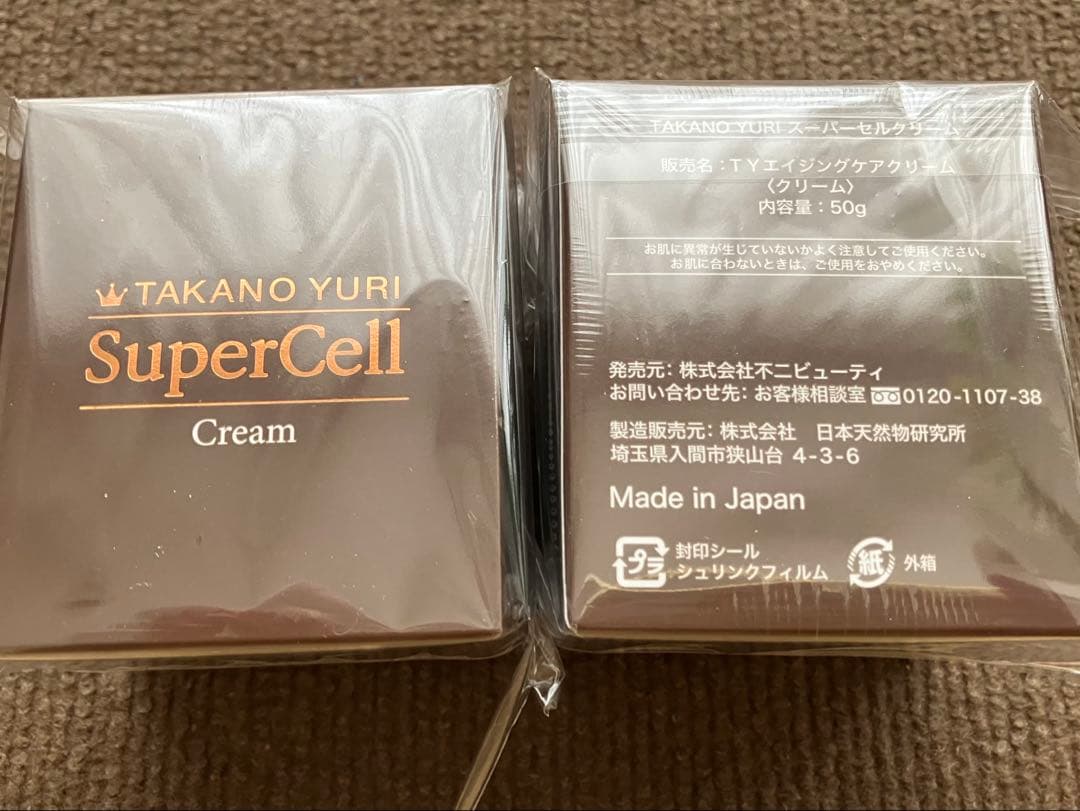 TAKANO YURI
SuperCell
Cream
TAKANO YURI スーパーセルクリーム
販売名：TYエイジングケアクリーム
〈クリーム〉
内容量：50g
お肌に異常が生じていないかよく注意してご使用ください。
お肌に合わないときは、ご使用をおやめください。
発売元：株式会社不二ビューティ
お問い合わせ先：お客様相談室 0120-1107-38
製造販売元：株式会社　日本天然物研究所
埼玉県入間市狭山台 4-3-6
Made in Japan
プラ 封印シール
シュリンクフィルム
紙 外箱